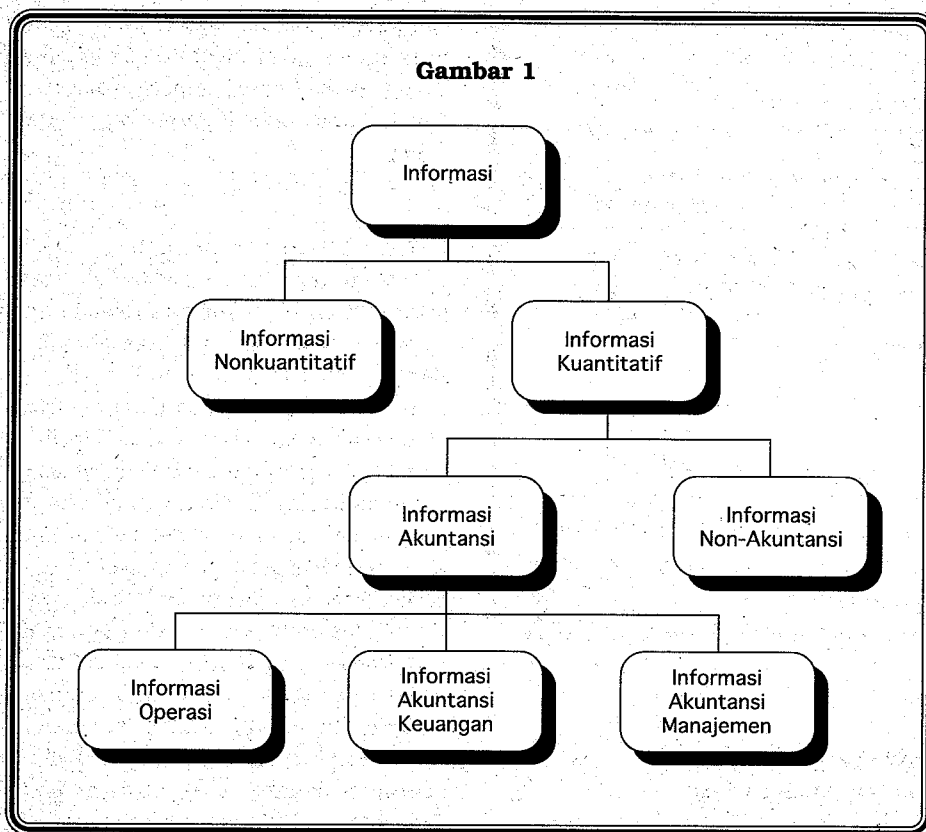 Gambar 1
Informasi
Informasi
Nonkuantitatif
Informasi
Kuantitatif
Informasi
Akuntansi
Informasi
Non-Akuntansi
Informasi
Operasi
Informasi
Akuntansi
Keuangan
Informasi
Akuntansi
Manajemen